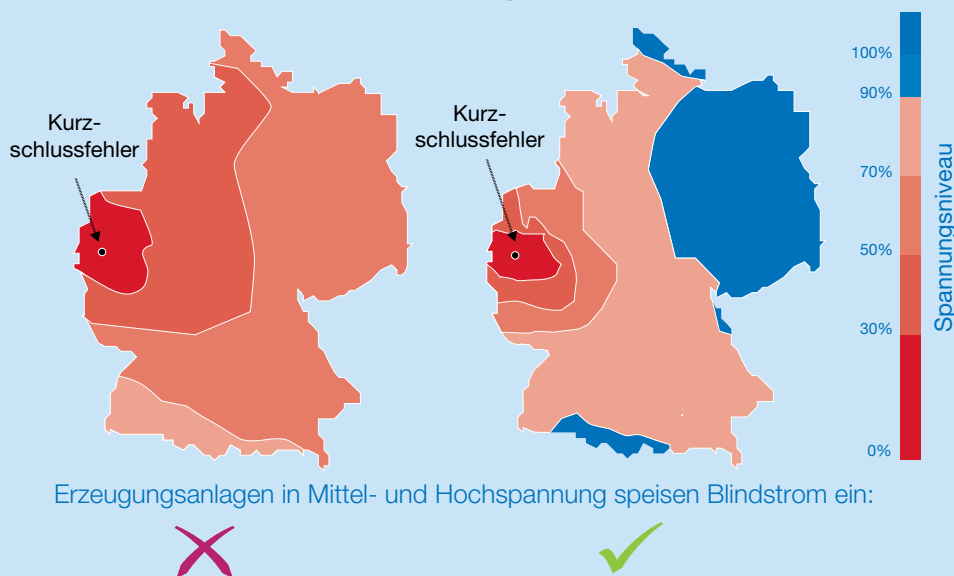 Kurz-
schlussfehler
Kurz-
schlussfehler
100%
90%
70%
50%
30%
0%
Spannungsniveau
Erzeugungsanlagen in Mittel- und Hochspannung speisen Blindstrom ein: